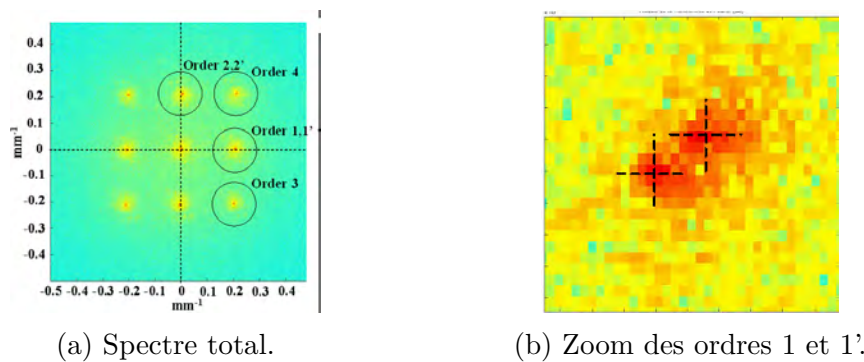 0.4
0.3
0.2
0.1
0
-0.1
-0.2
-0.3
-0.4
mm-1
Order 2.2'
Order 4
Order 1,1'
Order 3
-0.5 -0.4 -0.3 -0.2 -0.1 0 0.1 0.2 0.3 0.4
mm-1
(a) Spectre total.
(b) Zoom des ordres 1 et 1'.